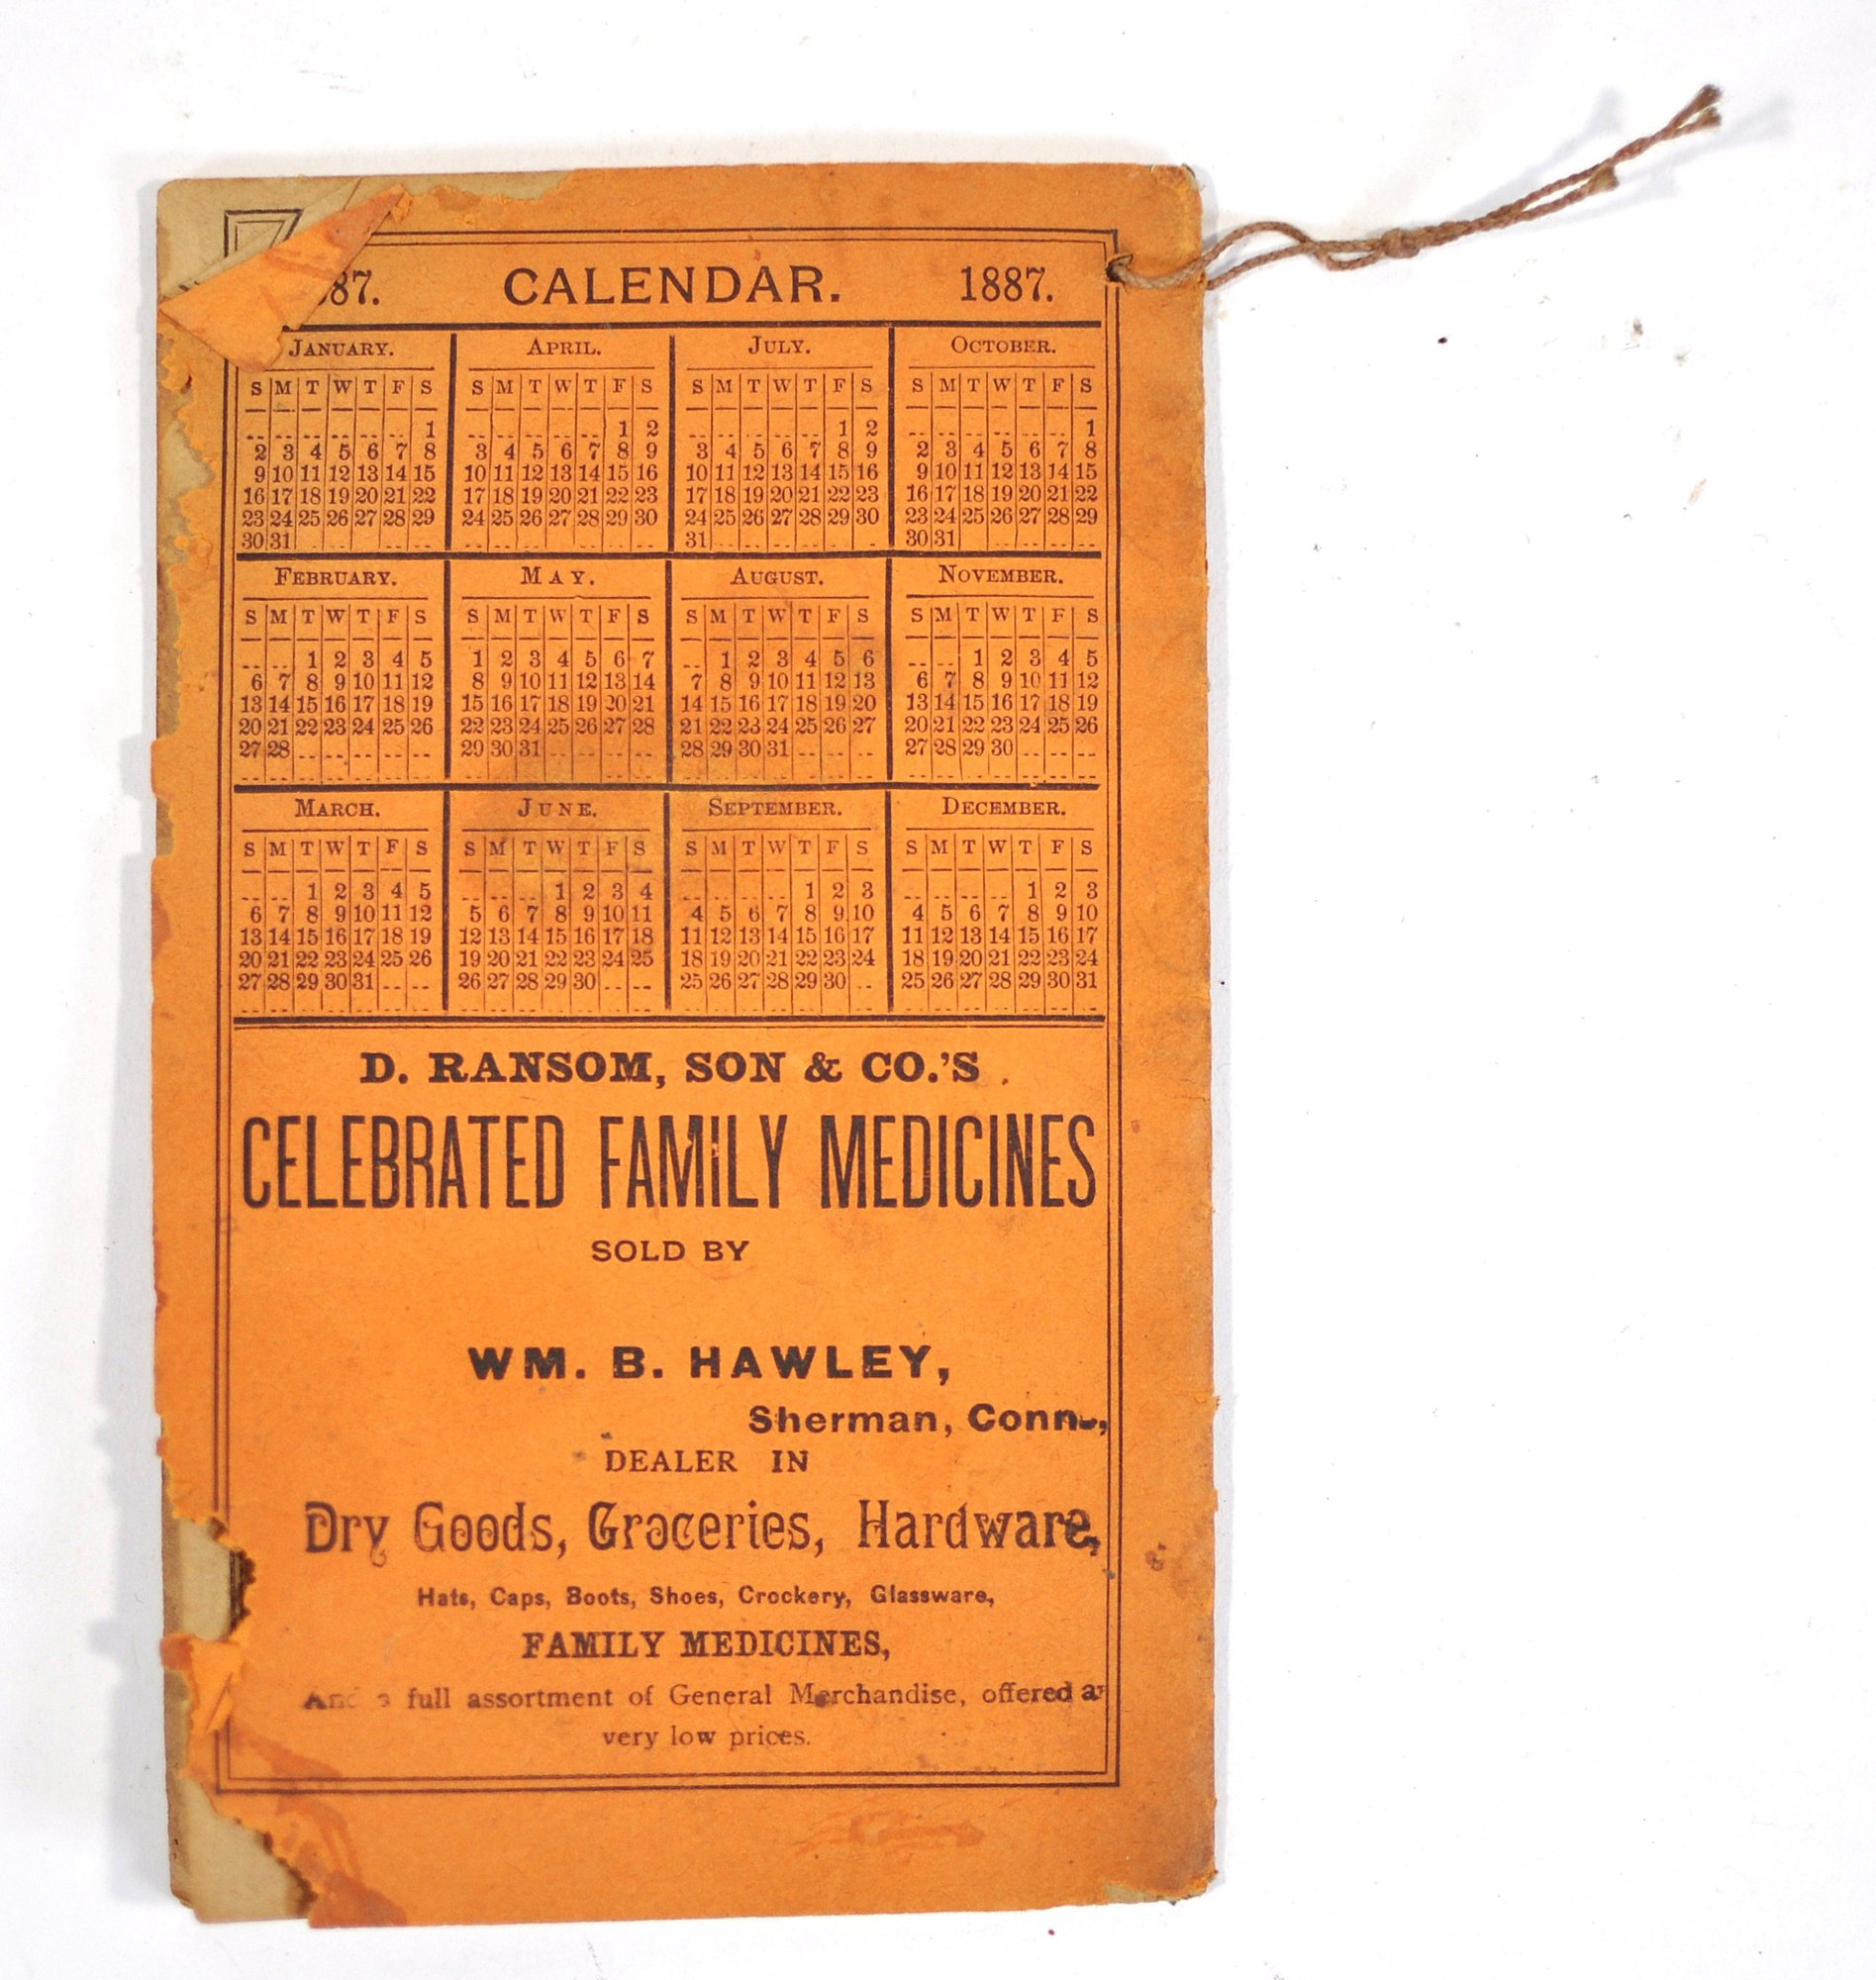 87. CALENDAR. 1887.
JANUARY. APRIL. JULY. OCTOBER.
S M T W T F S S M T W T F S S M T W T F S S M T W T F S
.. .. .. .. .. .. 1 .. .. .. .. .. 1 2 .. .. .. .. .. 1 2 .. .. .. .. .. .. 1
2 3 4 5 6 7 8 3 4 5 6 7 8 9 3 4 5 6 7 8 9 2 3 4 5 6 7 8
9 10 11 12 13 14 15 10 11 12 13 14 15 16 10 11 12 13 14 15 16 9 10 11 12 13 14 15
16 17 18 19 20 21 22 17 18 19 20 21 22 23 17 18 19 20 21 22 23 16 17 18 19 20 21 22
23 24 25 26 27 28 29 24 25 26 27 28 29 30 24 25 26 27 28 29 30 23 24 25 26 27 28 29
30 31 .. .. .. .. .. .. .. .. .. .. .. .. 31 .. .. .. .. .. .. 30 31 .. .. .. .. ..
FEBRUARY. MAY. AUGUST. NOVEMBER.
S M T W T F S S M T W T F S S M T W T F S S M T W T F S
.. .. 1 2 3 4 5 1 2 3 4 5 6 7 .. 1 2 3 4 5 6 .. .. 1 2 3 4 5
6 7 8 9 10 11 12 8 9 10 11 12 13 14 7 8 9 10 11 12 13 6 7 8 9 10 11 12
13 14 15 16 17 18 19 15 16 17 18 19 20 21 14 15 16 17 18 19 20 13 14 15 16 17 18 19
20 21 22 23 24 25 26 22 23 24 25 26 27 28 21 22 23 24 25 26 27 20 21 22 23 24 25 26
27 28 .. .. .. .. .. 29 30 31 .. .. .. .. 28 29 30 31 .. .. .. 27 28 29 30 .. .. ..
MARCH. JUNE. SEPTEMBER. DECEMBER.
S M T W T F S S M T W T F S S M T W T F S S M T W T F S
.. .. 1 2 3 4 5 .. .. .. 1 2 3 4 .. .. .. .. 1 2 3 .. .. .. .. 1 2 3
6 7 8 9 10 11 12 5 6 7 8 9 10 11 4 5 6 7 8 9 10 4 5 6 7 8 9 10
13 14 15 16 17 18 19 12 13 14 15 16 17 18 11 12 13 14 15 16 17 11 12 13 14 15 16 17
20 21 22 23 24 25 26 19 20 21 22 23 24 25 18 19 20 21 22 23 24 18 19 20 21 22 23 24
27 28 29 30 31 .. .. 26 27 28 29 30 .. .. 25 26 27 28 29 30 .. 25 26 27 28 29 30 31
D. RANSOM, SON & CO.'S
CELEBRATED FAMILY MEDICINES
SOLD BY
WM. B. HAWLEY,
Sherman, Conn.,
DEALER IN
Dry Goods, Groceries, Hardware,
Hats, Caps, Boots, Shoes, Crockery, Glassware,
FAMILY MEDICINES,
And a full assortment of General Merchandise, offered a
very low prices.